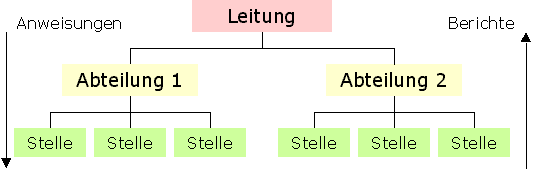 Leitung
Anweisungen
Berichte
Abteilung 1
Abteilung 2
Stelle
Stelle
Stelle
Stelle
Stelle
Stelle